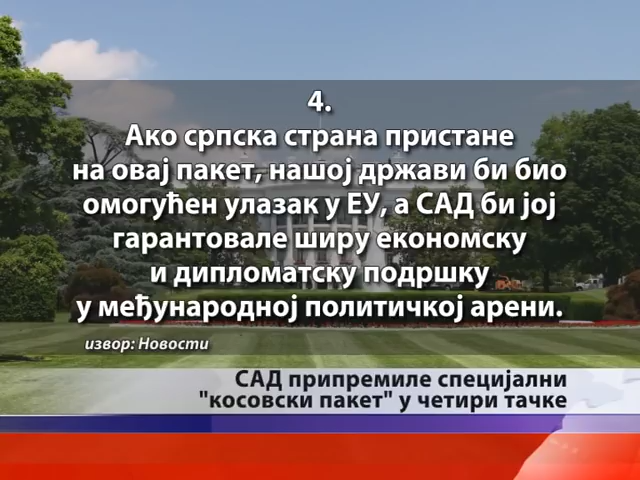 4.
Ако српска страна пристане
на овај пакет, нашој држави би био
омогућен улазак у ЕУ, а САД би јој
гарантовале ширу економску
и дипломатску подршку
у међународној политичкој арени.
извор: Новости
САД припремиле специјални
"косовски пакет" у четири тачке